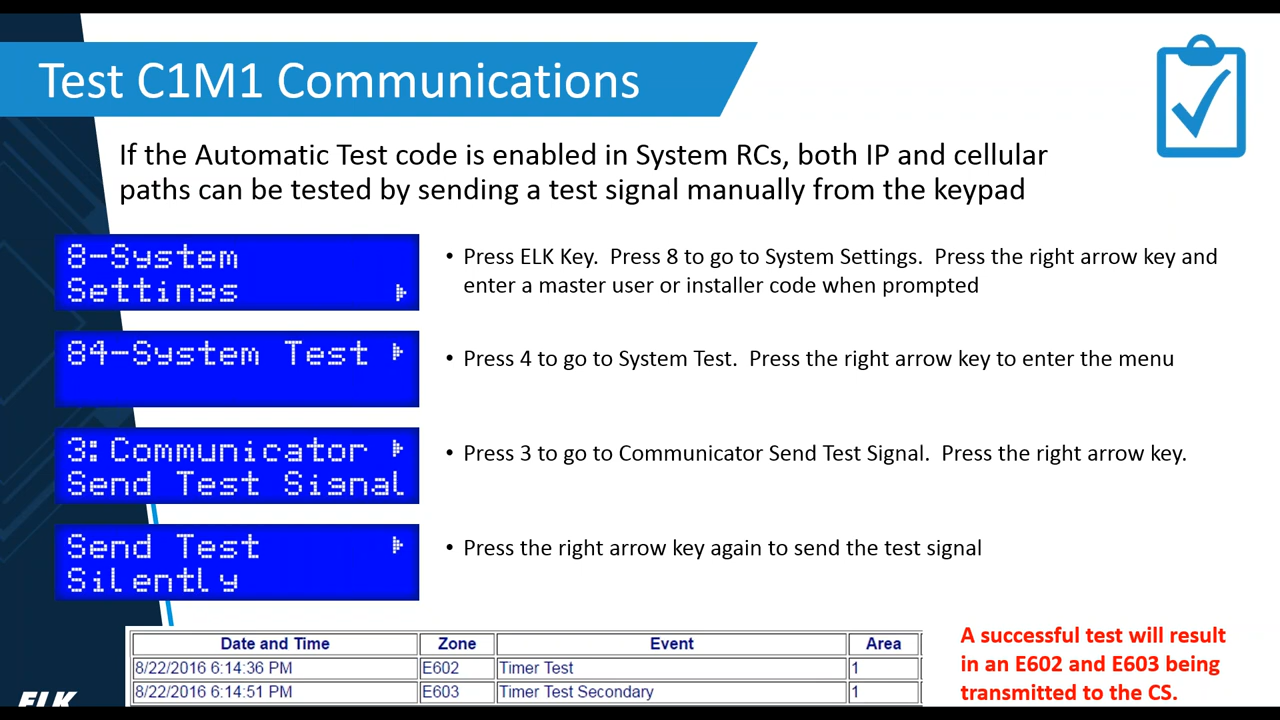 Test C1M1 Communications
If the Automatic Test code is enabled in System RCs, both IP and cellular
paths can be tested by sending a test signal manually from the keypad
8-System
Settings
• Press ELK Key.  Press 8 to go to System Settings.  Press the right arrow key and
enter a master user or installer code when prompted
84-System Test
• Press 4 to go to System Test.  Press the right arrow key to enter the menu
3:Communicator
Send Test Signal
• Press 3 to go to Communicator Send Test Signal.  Press the right arrow key.
Send Test
Silently
• Press the right arrow key again to send the test signal
Date and Time Zone Event Area
8/22/2016 6:14:36 PM E602 Timer Test 1
8/22/2016 6:14:51 PM E603 Timer Test Secondary 1
A successful test will result
in an E602 and E603 being
transmitted to the CS.
ELK